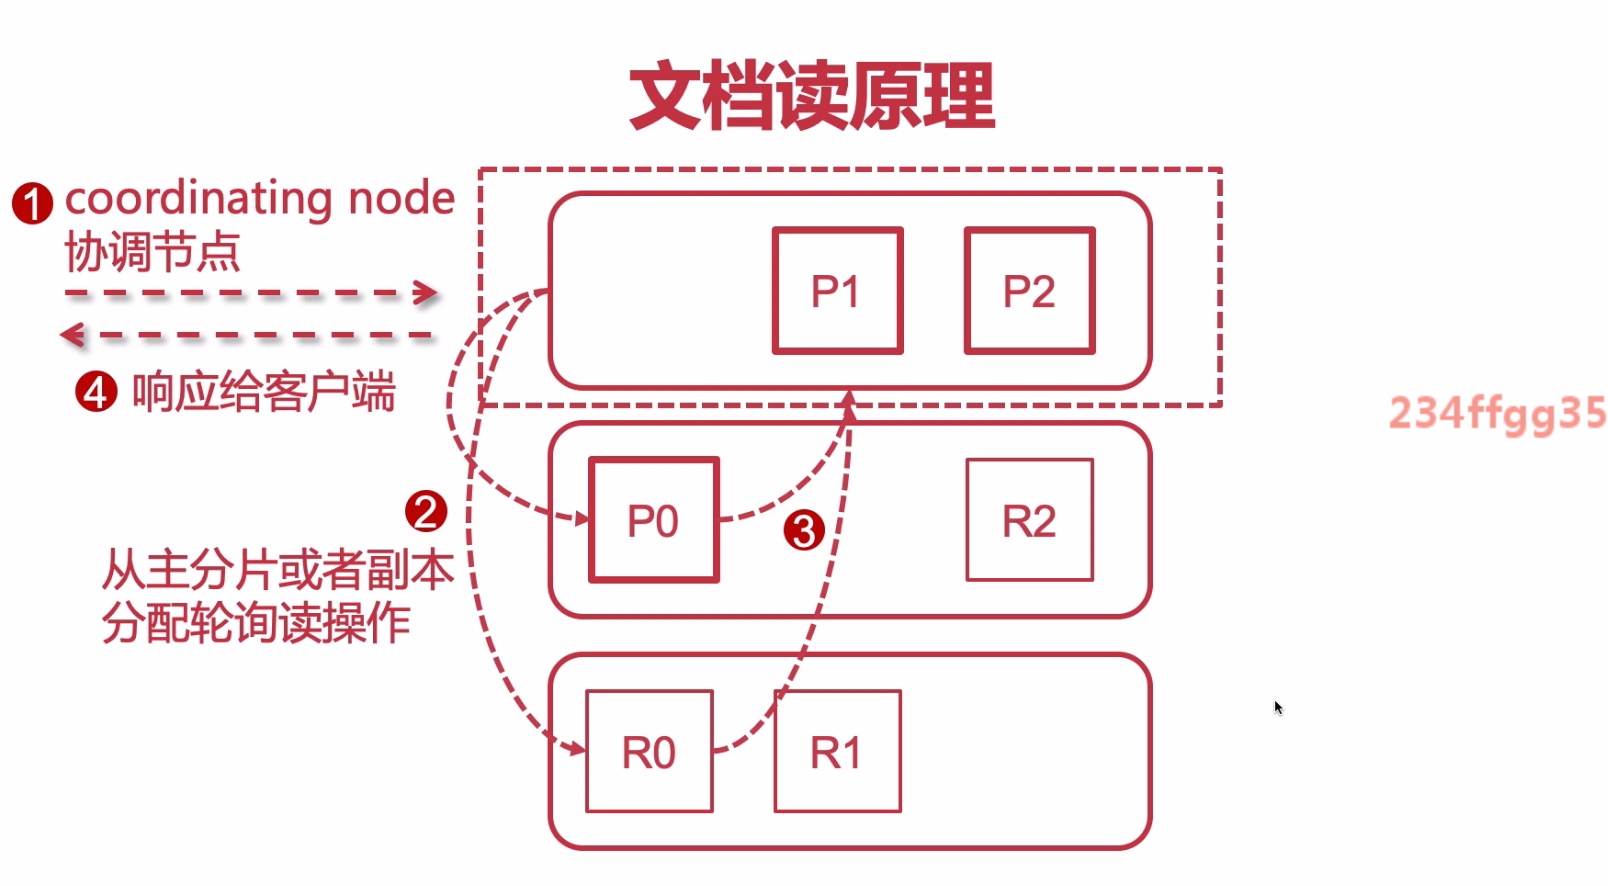 文档读原理
1 coordinating node
协调节点
4 响应给客户端
P1 P2
234ffgg35
2
从主分片或者副本
分配轮询读操作
P0 3 R2
R0 R1